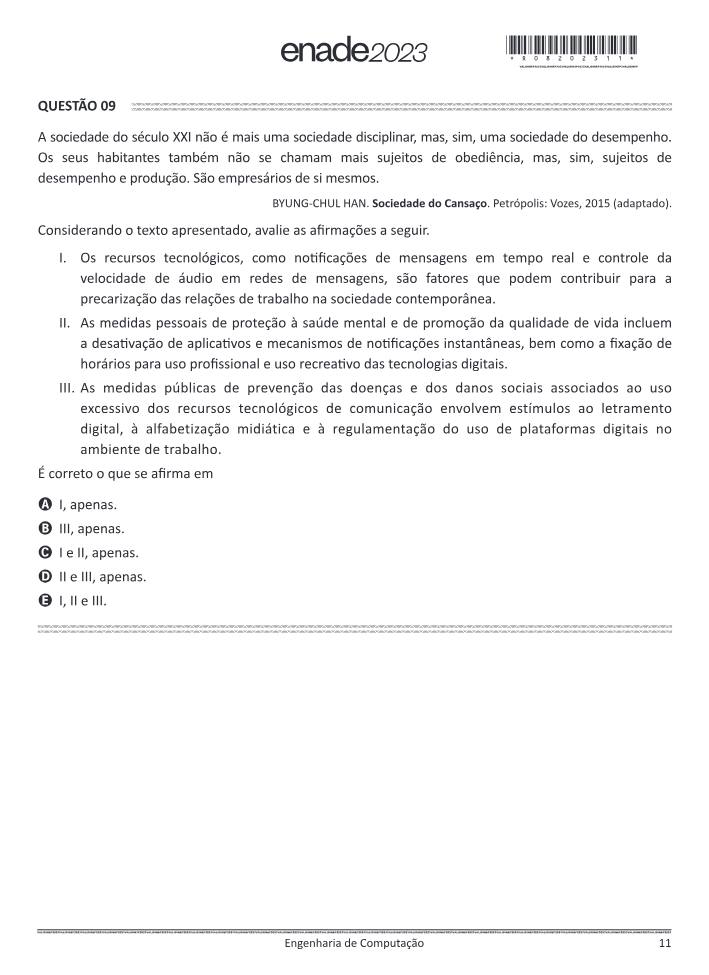 enade2023
* R 0 8 2 0 2 3 1 1 *
QUESTÃO 09
A sociedade do século XXI não é mais uma sociedade disciplinar, mas, sim, uma sociedade do desempenho.
Os seus habitantes também não se chamam mais sujeitos de obediência, mas, sim, sujeitos de
desempenho e produção. São empresários de si mesmos.
BYUNG-CHUL HAN. Sociedade do Cansaço. Petrópolis: Vozes, 2015 (adaptado).
Considerando o texto apresentado, avalie as afirmações a seguir.
I. Os recursos tecnológicos, como notificações de mensagens em tempo real e controle da
velocidade de áudio em redes de mensagens, são fatores que podem contribuir para a
precarização das relações de trabalho na sociedade contemporânea.
II. As medidas pessoais de proteção à saúde mental e de promoção da qualidade de vida incluem
a desativação de aplicativos e mecanismos de notificações instantâneas, bem como a fixação de
horários para uso profissional e uso recreativo das tecnologias digitais.
III. As medidas públicas de prevenção das doenças e dos danos sociais associados ao uso
excessivo dos recursos tecnológicos de comunicação envolvem estímulos ao letramento
digital, à alfabetização midiática e à regulamentação do uso de plataformas digitais no
ambiente de trabalho.
É correto o que se afirma em
A I, apenas.
B III, apenas.
C I e II, apenas.
D II e III, apenas.
E I, II e III.
Engenharia de Computação 11